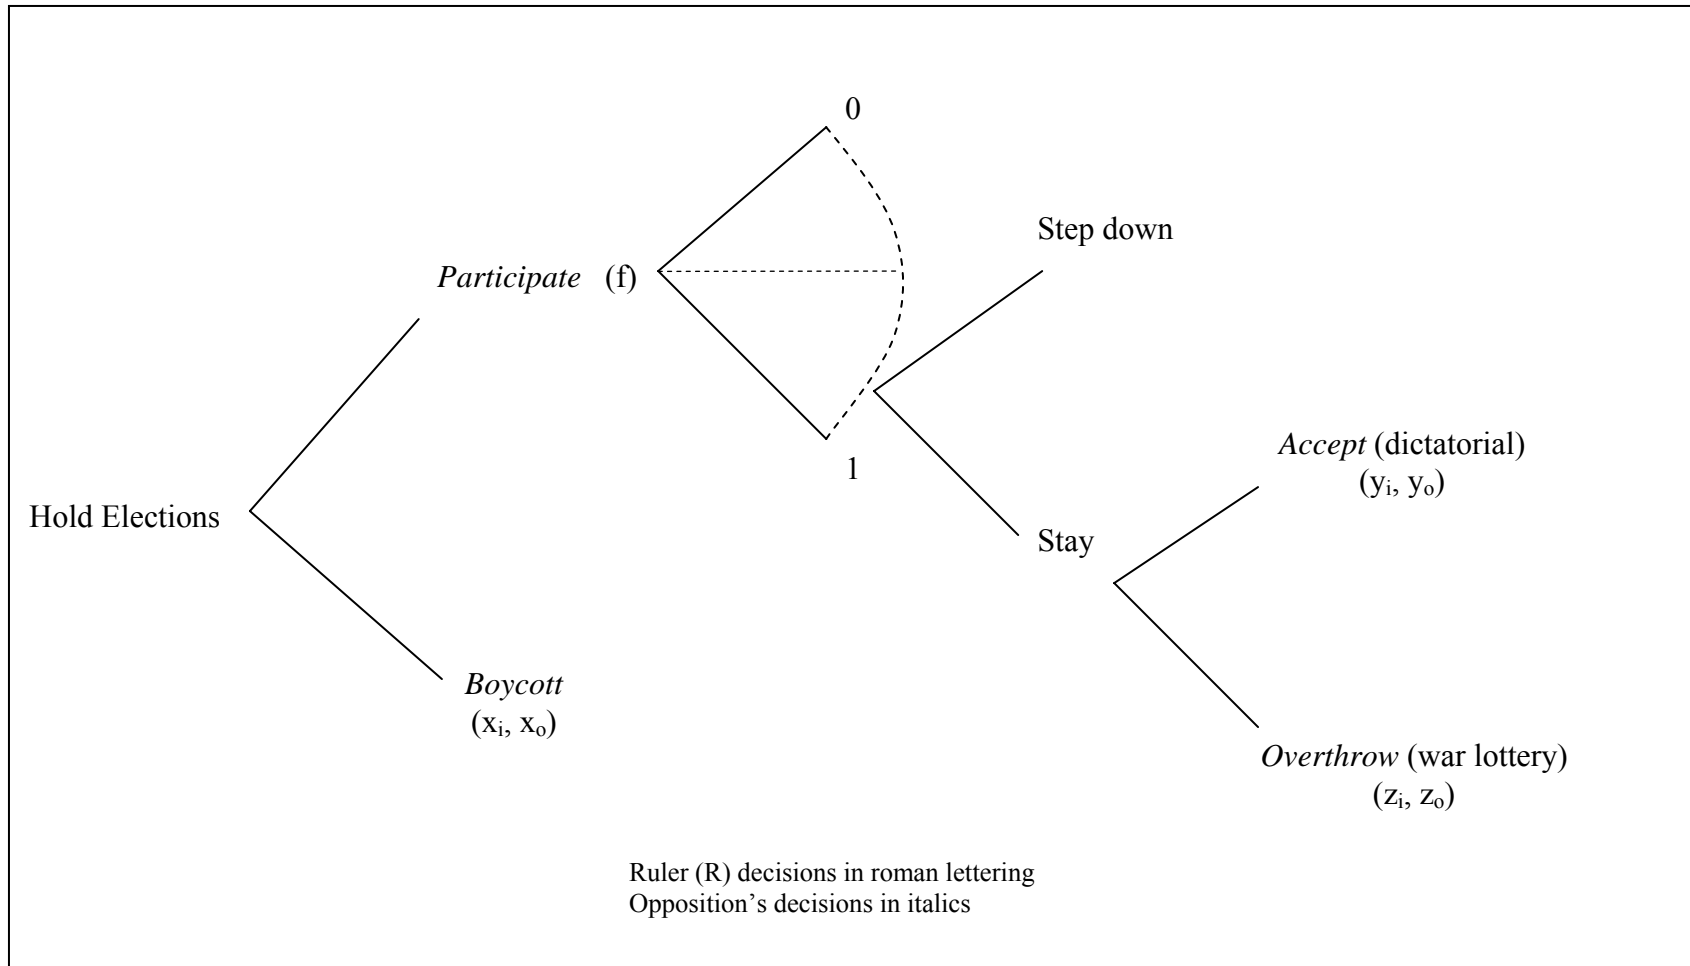 0
Step down
Participate (f)
1
Accept (dictatorial)
(yᵢ, yₒ)
Hold Elections
Stay
Boycott
(xᵢ, xₒ)
Overthrow (war lottery)
(zᵢ, zₒ)
Ruler (R) decisions in roman lettering
Opposition’s decisions in italics